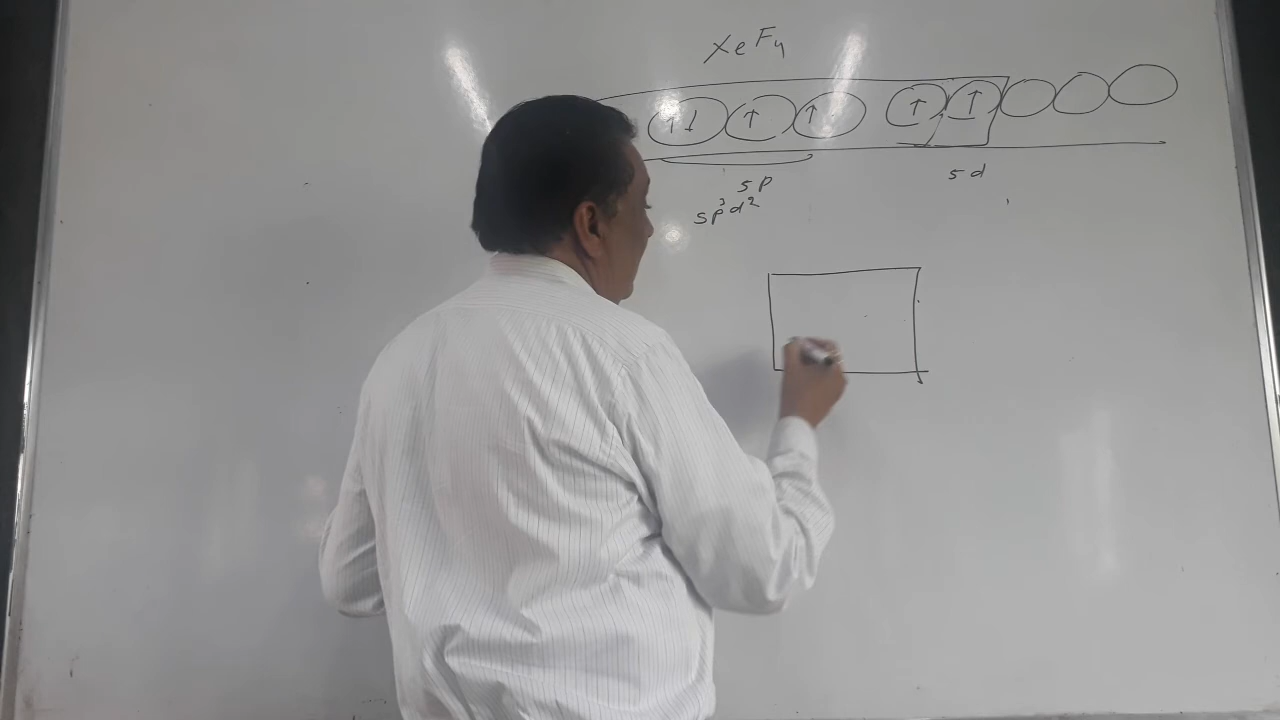 XeF₄
↑↓ ↑ ↑ ↑ ↑
5p 5d
sp³d²